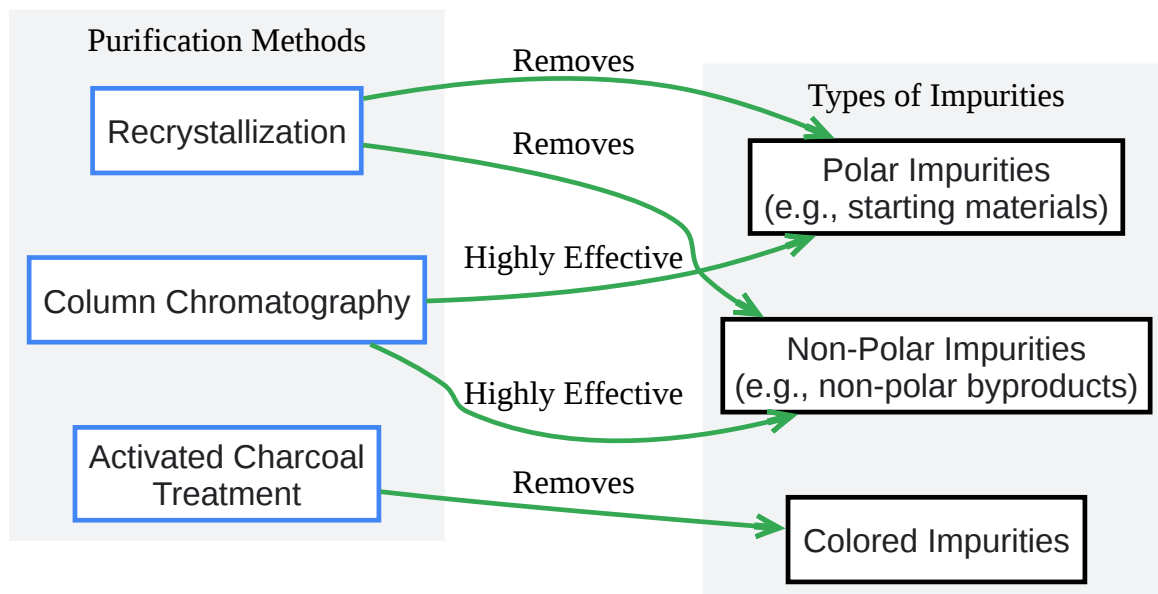 Purification Methods
Recrystallization
Column Chromatography
Activated Charcoal
Treatment
Removes
Removes
Highly Effective
Highly Effective
Removes
Types of Impurities
Polar Impurities
(e.g., starting materials)
Non-Polar Impurities
(e.g., non-polar byproducts)
Colored Impurities